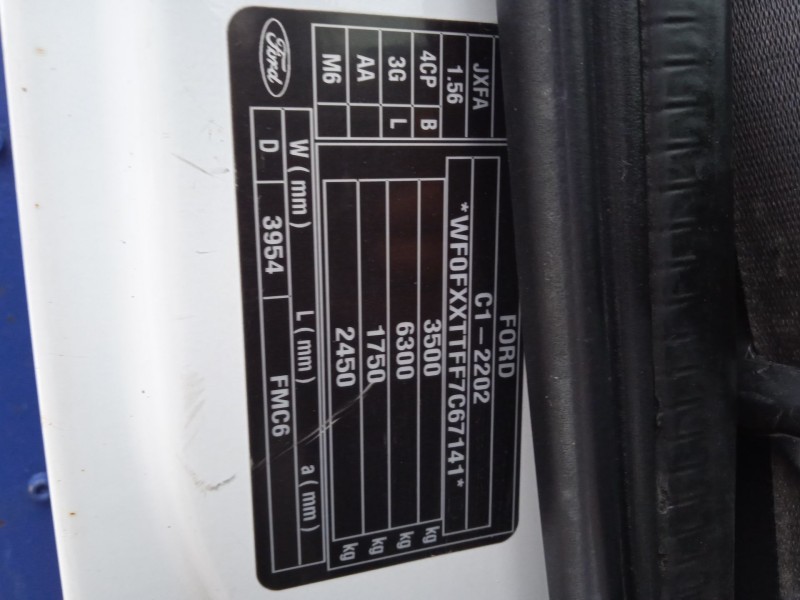 FORD
C1-2202
*WF0FXXTTFF7C67141*
3500 kg
6300 kg
1750 kg
2450 kg
JXFA
1.56
4CP B
3G L
AA
M6
W(mm) L(mm) a(mm)
D 3954 FMC6
Ford